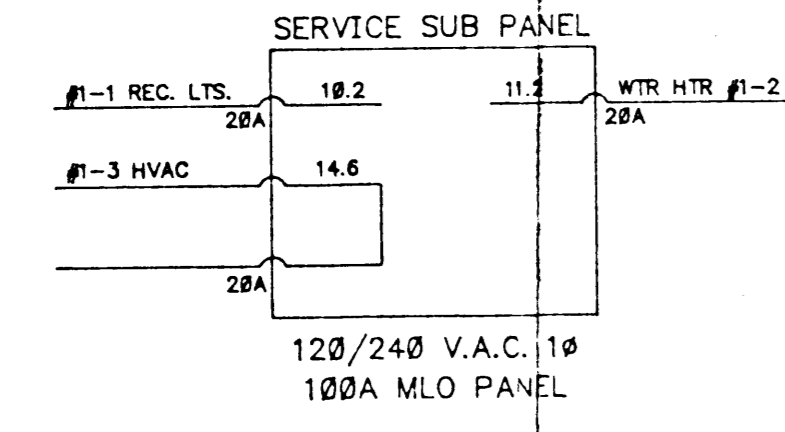 SERVICE SUB PANEL
#1-1 REC. LTS. 10.2 11.2 WTR HTR #1-2
20A 20A
#1-3 HVAC 14.6
20A
120/240 V.A.C. 1Ø
100A MLO PANEL